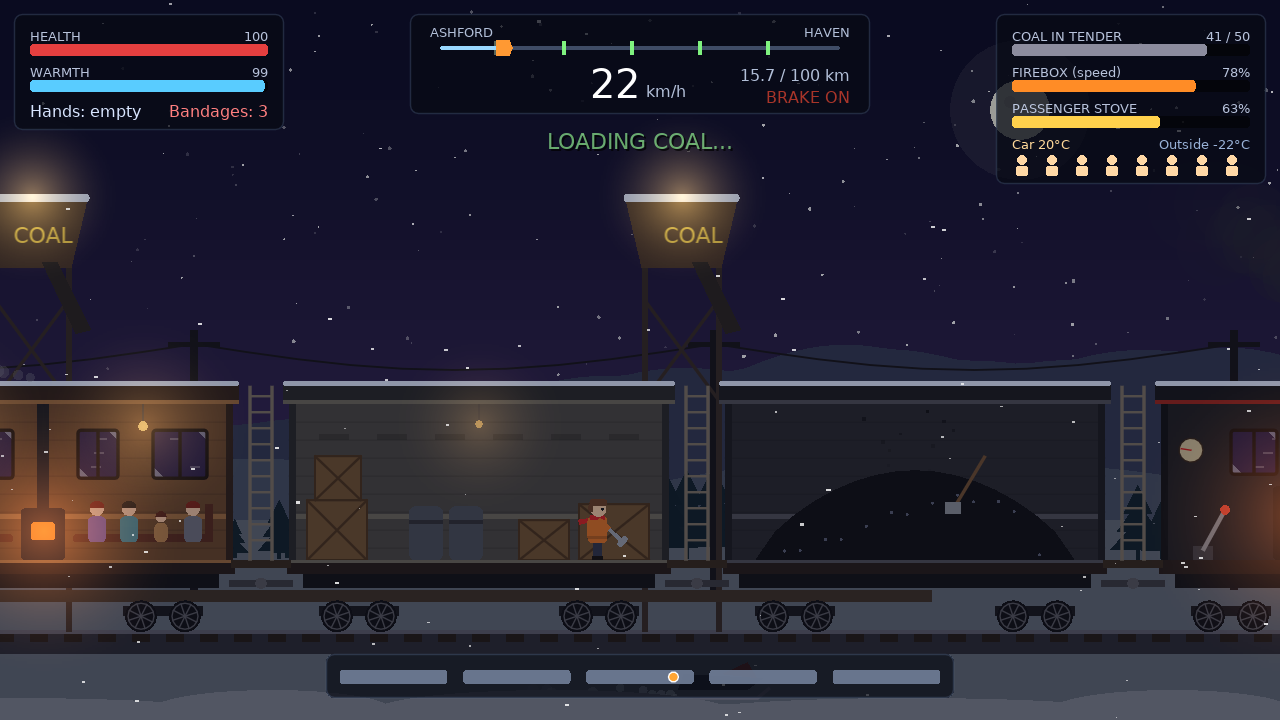 HEALTH 100
WARMTH 99
Hands: empty Bandages: 3
ASHFORD HAVEN
22 km/h
15.7 / 100 km
BRAKE ON
LOADING COAL...
COAL IN TENDER 41 / 50
FIREBOX (speed) 78%
PASSENGER STOVE 63%
Car 20°C Outside -22°C
COAL
COAL